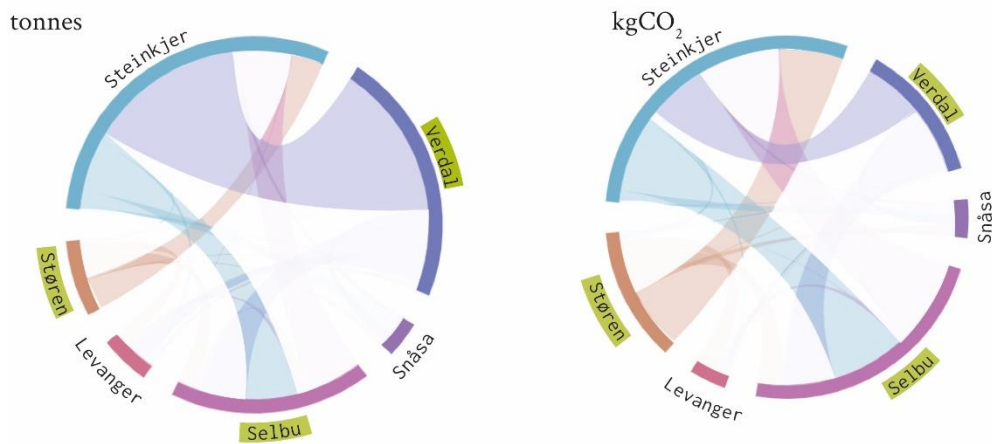 tonnes
Steinkjer
Verdal
Snåsa
Selbu
Levanger
Støren
kgCO₂
Steinkjer
Verdal
Snåsa
Selbu
Levanger
Støren